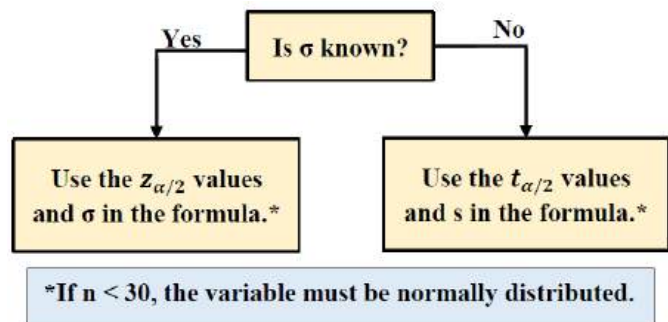 Is σ known?
Yes
No
Use the z_{α/2} values
and σ in the formula.*
Use the t_{α/2} values
and s in the formula.*
*If n < 30, the variable must be normally distributed.